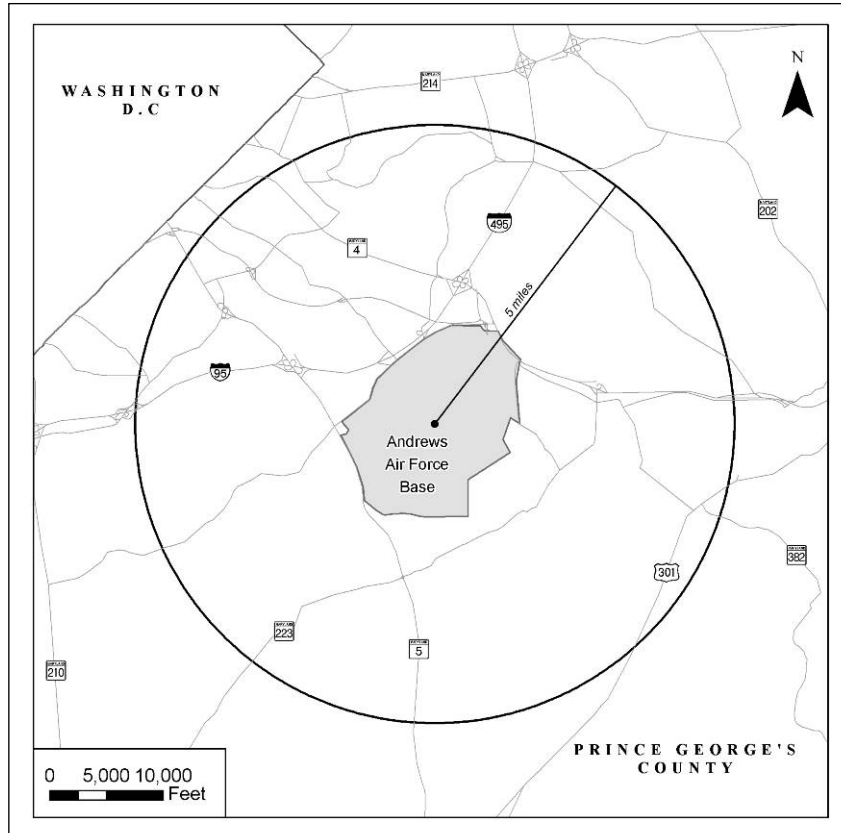 WASHINGTON
D.C
N
214
202
495
4
5 miles
95
Andrews
Air Force
Base
382
301
223
5
210
PRINCE GEORGE'S
COUNTY
0 5,000 10,000
Feet